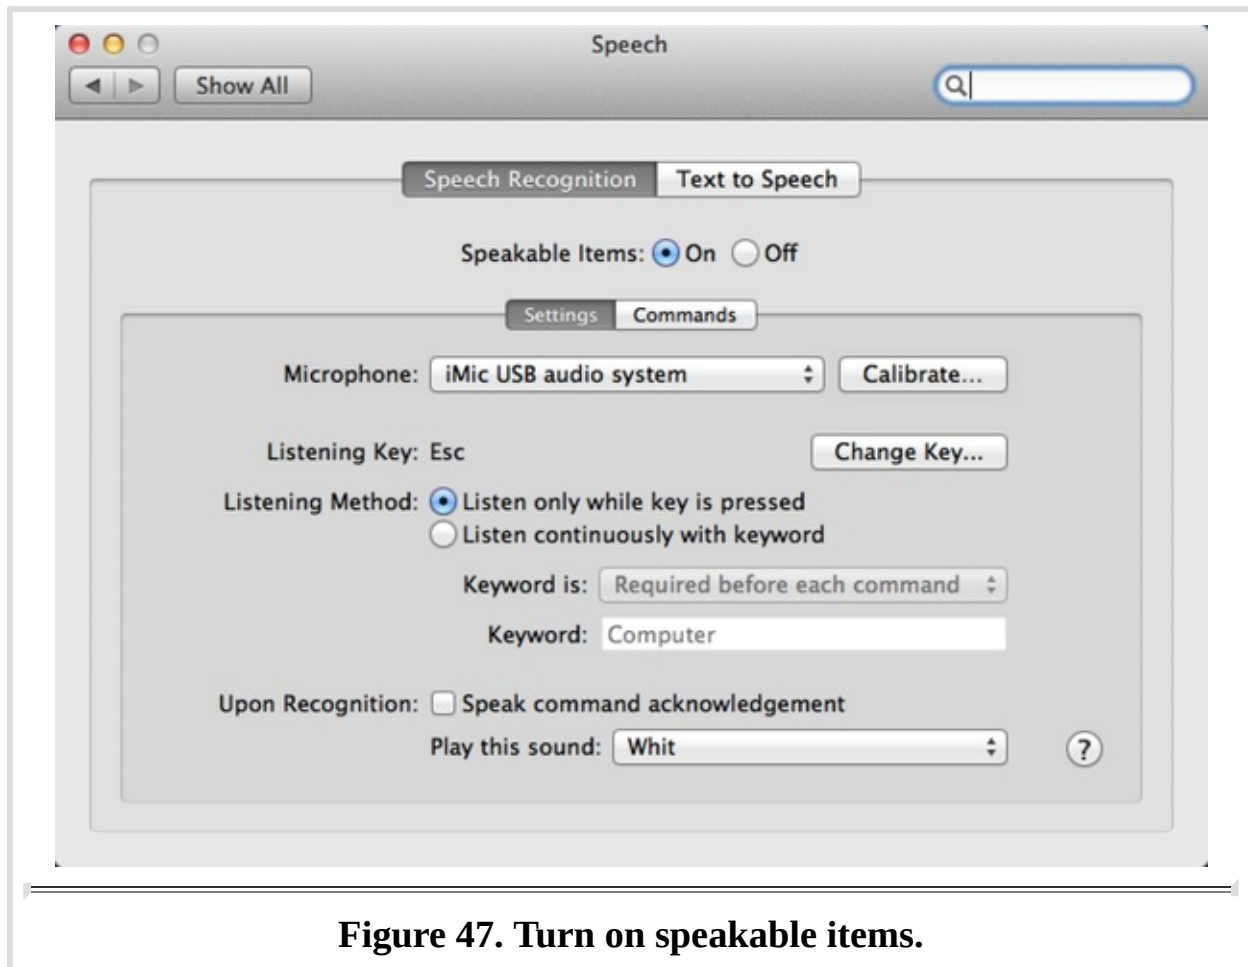 Speech
Show All
Speech Recognition Text to Speech
Speakable Items: On Off
Settings Commands
Microphone: iMic USB audio system Calibrate...
Listening Key: Esc Change Key...
Listening Method: Listen only while key is pressed
Listen continuously with keyword
Keyword is: Required before each command
Keyword: Computer
Upon Recognition: Speak command acknowledgement
Play this sound: Whit ?
Figure 47. Turn on speakable items.